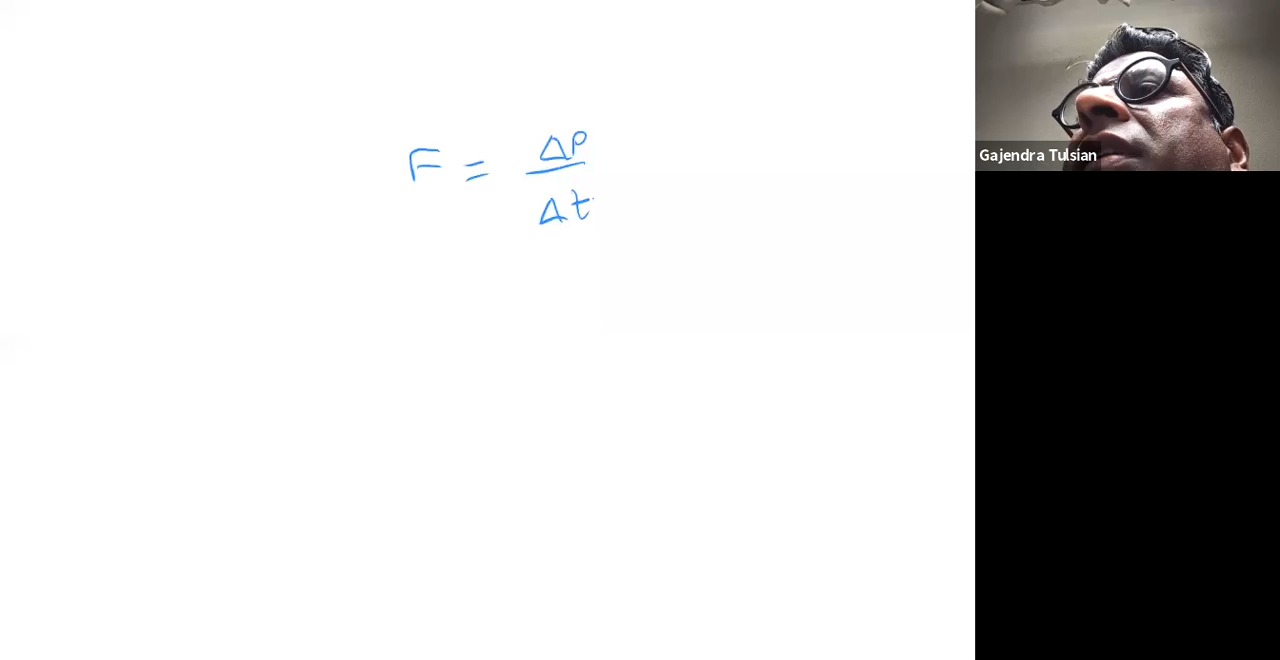 F = ΔP / Δt
Gajendra Tulsian